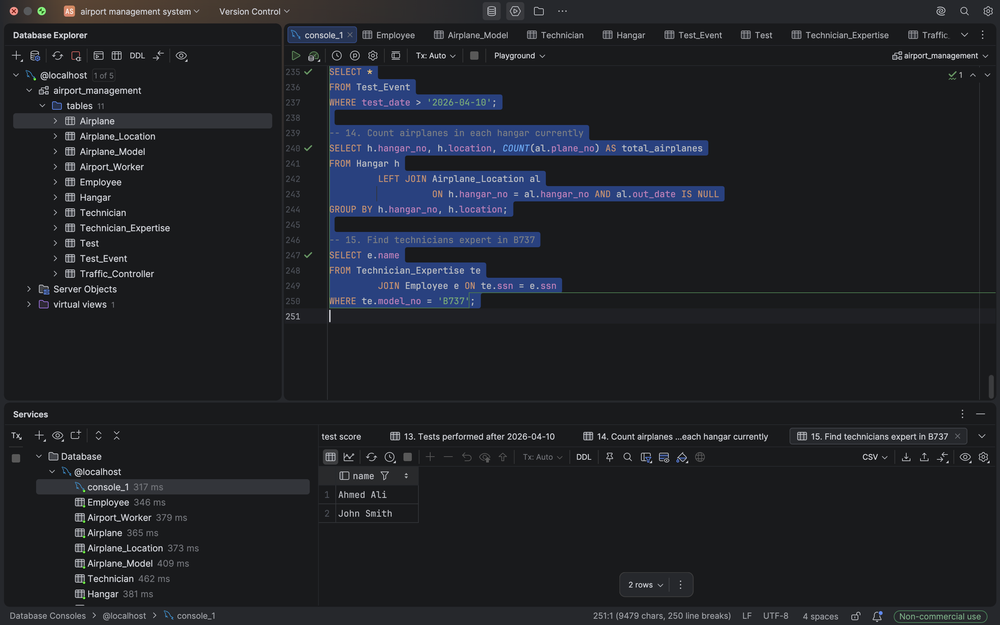 AS airport management system Version Control
Database Explorer
DDL
@localhost 1 of 5
airport_management
tables 11
Airplane
Airplane_Location
Airplane_Model
Airport_Worker
Employee
Hangar
Technician
Technician_Expertise
Test
Test_Event
Traffic_Controller
Server Objects
virtual views 1
console_1 Employee Airplane_Model Technician Hangar Test_Event Test Technician_Expertise Traffic_
Tx: Auto Playground airport_management
1
235 SELECT *
236 FROM Test_Event
237 WHERE test_date > '2026-04-10';
238
239 -- 14. Count airplanes in each hangar currently
240 SELECT h.hangar_no, h.location, COUNT(al.plane_no) AS total_airplanes
241 FROM Hangar h
242 LEFT JOIN Airplane_Location al
243 ON h.hangar_no = al.hangar_no AND al.out_date IS NULL
244 GROUP BY h.hangar_no, h.location;
245
246 -- 15. Find technicians expert in B737
247 SELECT e.name
248 FROM Technician_Expertise te
249 JOIN Employee e ON te.ssn = e.ssn
250 WHERE te.model_no = 'B737';
251
Services
Tx
Database
@localhost
console_1 317 ms
Employee 346 ms
Airport_Worker 379 ms
Airplane 365 ms
Airplane_Location 373 ms
Airplane_Model 409 ms
Technician 462 ms
Hangar 381 ms
test score 13. Tests performed after 2026-04-10 14. Count airplanes ...each hangar currently 15. Find technicians expert in B737
Tx: Auto DDL CSV
name
1 Ahmed Ali
2 John Smith
2 rows
Database Consoles > @localhost > console_1 251:1 (9479 chars, 250 line breaks) LF UTF-8 4 spaces Non-commercial use